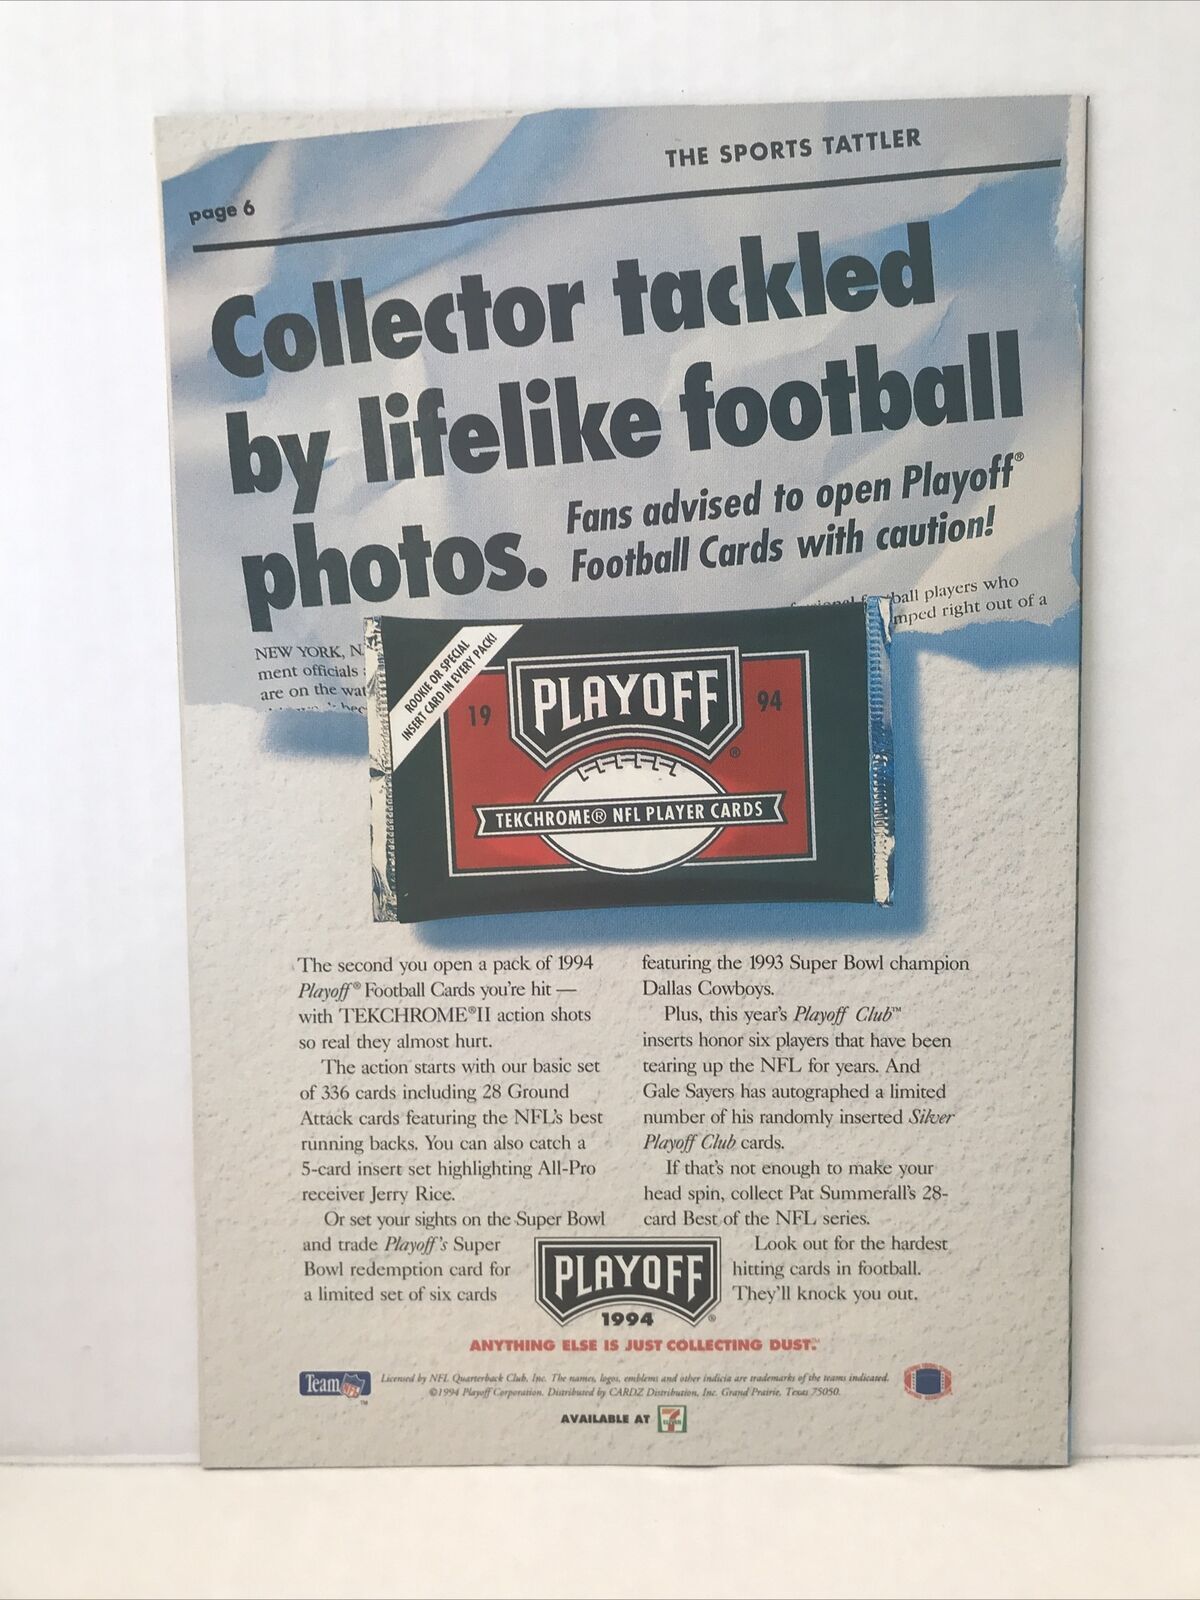 THE SPORTS TATTLER
page 6
Collector tackled
by lifelike football
photos.
Fans advised to open Playoff®
Football Cards with caution!
ball players who
mped right out of a
NEW YORK, N.
ment officials
are on the wat
ROOKIE OR SPECIAL
INSERT CARD IN EVERY PACK!
19 PLAYOFF 94
®
TEKCHROME® NFL PLAYER CARDS
The second you open a pack of 1994
Playoff® Football Cards you're hit —
with TEKCHROME®II action shots
so real they almost hurt.
The action starts with our basic set
of 336 cards including 28 Ground
Attack cards featuring the NFL's best
running backs. You can also catch a
5-card insert set highlighting All-Pro
receiver Jerry Rice.
Or set your sights on the Super Bowl
and trade Playoff's Super
Bowl redemption card for
a limited set of six cards
featuring the 1993 Super Bowl champion
Dallas Cowboys.
Plus, this year's Playoff Club™
inserts honor six players that have been
tearing up the NFL for years. And
Gale Sayers has autographed a limited
number of his randomly inserted Silver
Playoff Club cards.
If that's not enough to make your
head spin, collect Pat Summerall's 28-
card Best of the NFL series.
Look out for the hardest
hitting cards in football.
They'll knock you out.
PLAYOFF
1994 ®
ANYTHING ELSE IS JUST COLLECTING DUST.™
Team NFL ™
Licensed by NFL Quarterback Club, Inc. The names, logos, emblems and other indicia are trademarks of the teams indicated.
©1994 Playoff Corporation. Distributed by CARDZ Distribution, Inc. Grand Prairie, Texas 75050.
AVAILABLE AT 7 ELEVEN